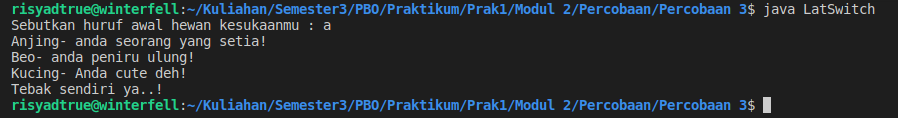 risyadtrue@winterfell:~/Kuliahan/Semester3/PBO/Praktikum/Prak1/Modul 2/Percobaan/Percobaan 3$ java LatSwitch
Sebutkan huruf awal hewan kesukaanmu : a
Anjing- anda seorang yang setia!
Beo- anda peniru ulung!
Kucing- Anda cute deh!
Tebak sendiri ya..!
risyadtrue@winterfell:~/Kuliahan/Semester3/PBO/Praktikum/Prak1/Modul 2/Percobaan/Percobaan 3$